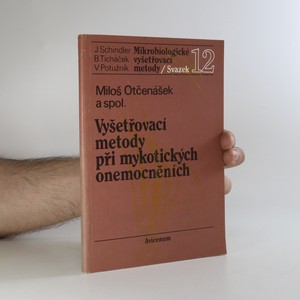 J. Schindler
B. Ticháček
V. Potužník
Mikrobiologické
vyšetřovací
metody / Svazek 12
Miloš Otčenášek
a spol.
Vyšetřovací
metody
při mykotických
onemocněních
Avicenum